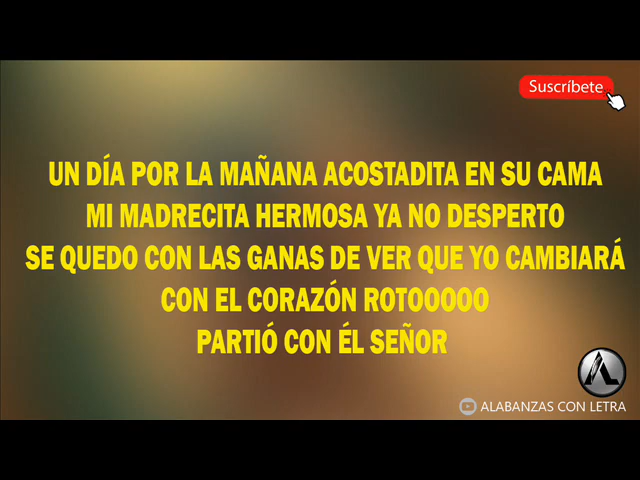 Suscríbete
UN DÍA POR LA MAÑANA ACOSTADITA EN SU CAMA
MI MADRECITA HERMOSA YA NO DESPERTO
SE QUEDO CON LAS GANAS DE VER QUE YO CAMBIARÁ
CON EL CORAZÓN ROTOOOOO
PARTIÓ CON ÉL SEÑOR
ALABANZAS CON LETRA